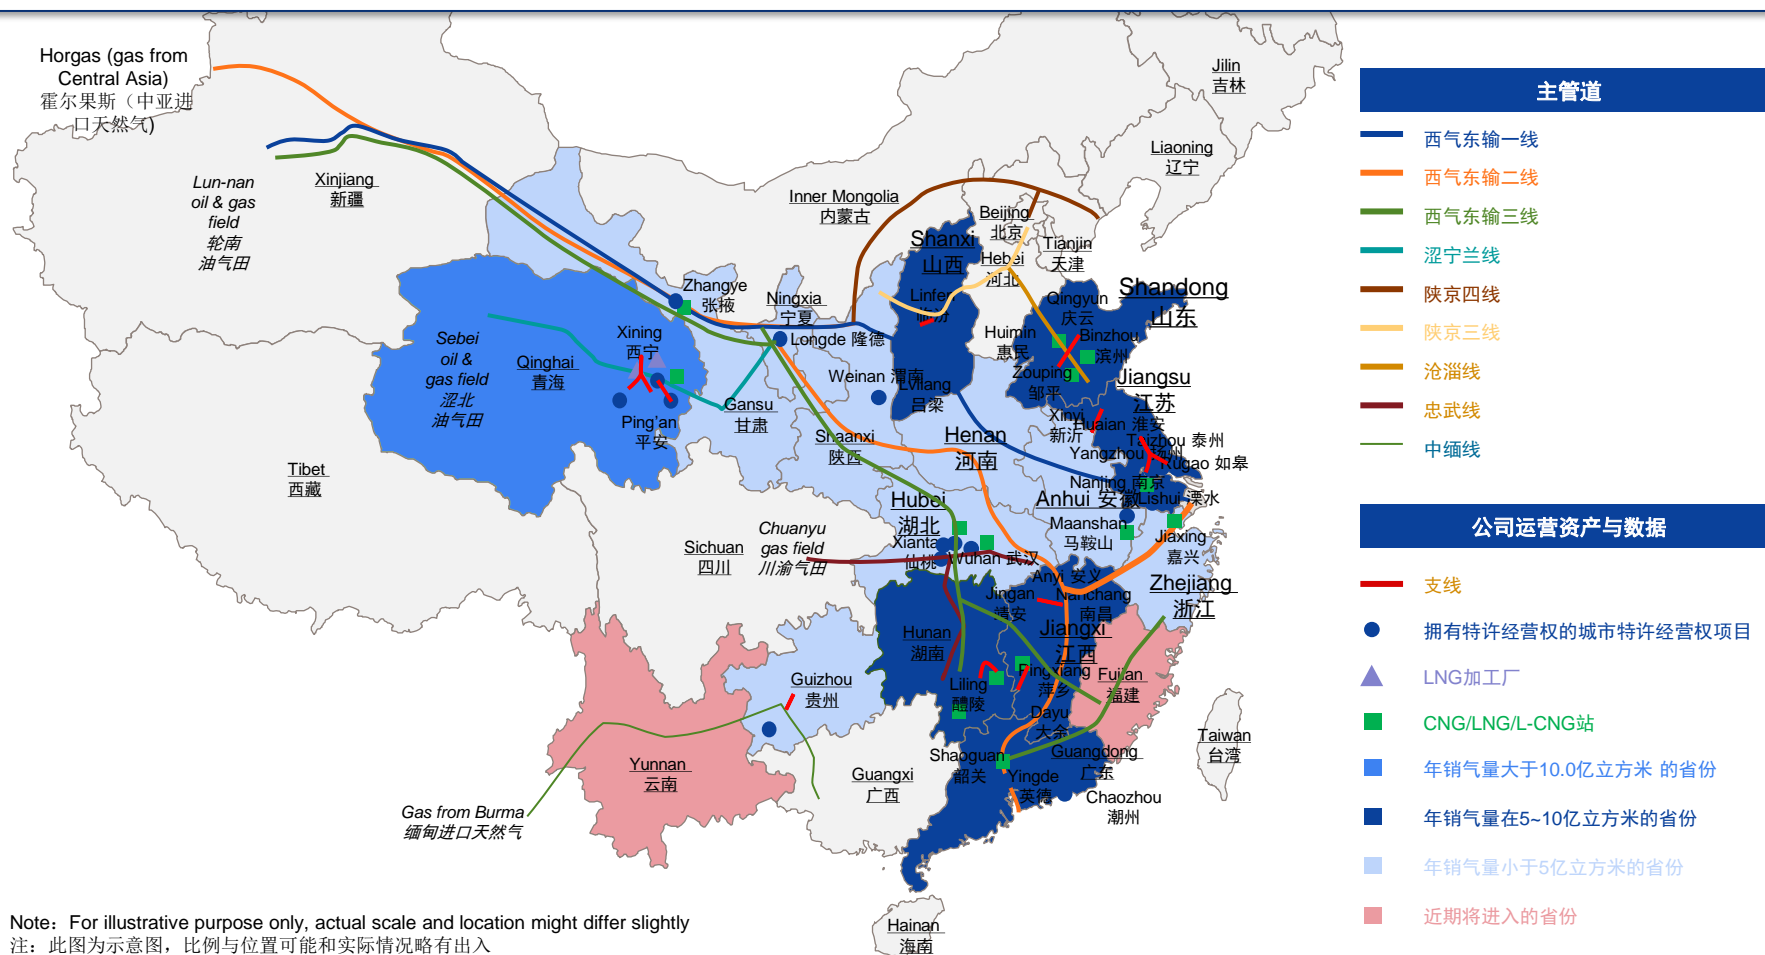 Horgas (gas from
Central Asia)
霍尔果斯（中亚进
口天然气)
Lun-nan
oil & gas
field
轮南
油气田
Xinjiang
新疆
Inner Mongolia
内蒙古
Jilin
吉林
Liaoning
辽宁
Beijing
北京
Tianjin
天津
Hebei
河北
Shanxi
山西
Linfen
临汾
Shandong
山东
Qingyun
庆云
Binzhou
滨州
Huimin
惠民
Zouping
邹平
Zhangye
张掖
Ningxia
宁夏
Longde 隆德
Xining
西宁
Sebei
oil &
gas field
涩北
油气田
Qinghai
青海
Ping'an
平安
Gansu
甘肃
Weinan 渭南
Lvliang
吕梁
Shaanxi
陕西
Henan
河南
Jiangsu
江苏
Xinyi
新沂
Huaian 淮安
Taizhou 泰州
Yangzhou 扬州
Rugao 如皋
Nanjing 南京
Anhui 安徽
Lishui 溧水
Maanshan
马鞍山
Jiaxing
嘉兴
Zhejiang
浙江
Tibet
西藏
Sichuan
四川
Chuanyu
gas field
川渝气田
Hubei
湖北
Xiantao
仙桃
Wuhan 武汉
Anyi 安义
Jingan
靖安
Nanchang
南昌
Jiangxi
江西
Hunan
湖南
Liling
醴陵
Pingxiang
萍乡
Fujian
福建
Dayu
大余
Guizhou
贵州
Yunnan
云南
Guangxi
广西
Shaoguan
韶关
Yingde
英德
Guangdong
广东
Chaozhou
潮州
Taiwan
台湾
Hainan
海南
Gas from Burma
缅甸进口天然气
Note：For illustrative purpose only, actual scale and location might differ slightly
注：此图为示意图，比例与位置可能和实际情况略有出入
主管道
西气东输一线
西气东输二线
西气东输三线
涩宁兰线
陕京四线
陕京三线
沧淄线
忠武线
中缅线
公司运营资产与数据
支线
拥有特许经营权的城市特许经营权项目
LNG加工厂
CNG/LNG/L-CNG站
年销气量大于10.0亿立方米 的省份
年销气量在5~10亿立方米的省份
年销气量小于5亿立方米的省份
近期将进入的省份